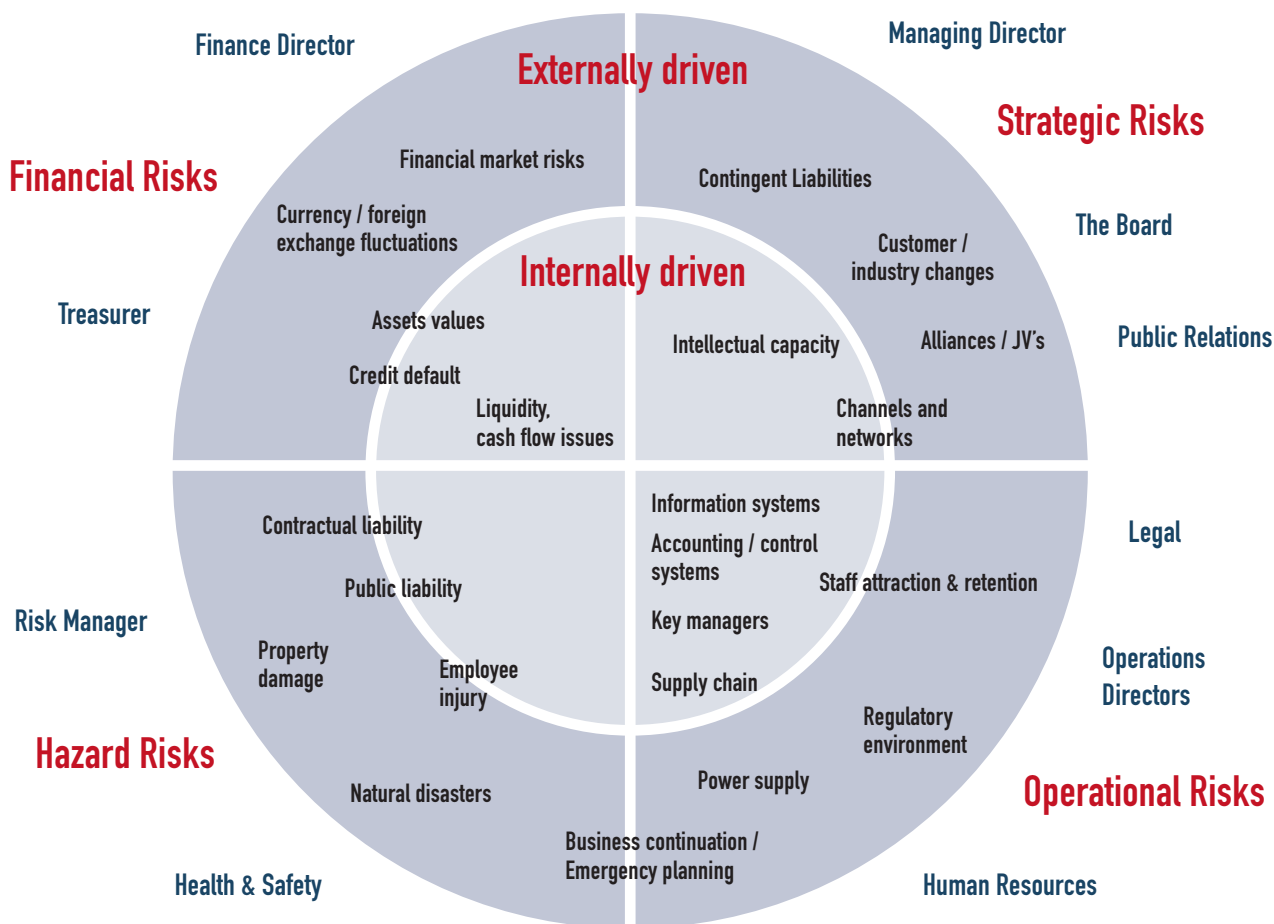 Finance Director
Managing Director
Externally driven
Strategic Risks
Financial Risks
Financial market risks
Contingent Liabilities
Currency / foreign
exchange fluctuations
The Board
Customer /
industry changes
Internally driven
Treasurer
Assets values
Intellectual capacity
Alliances / JV's
Public Relations
Credit default
Liquidity,
cash flow issues
Channels and
networks
Contractual liability
Information systems
Legal
Accounting / control
systems
Public liability
Staff attraction & retention
Risk Manager
Key managers
Property
damage
Employee
injury
Supply chain
Operations
Directors
Regulatory
environment
Hazard Risks
Natural disasters
Power supply
Operational Risks
Business continuation /
Emergency planning
Health & Safety
Human Resources